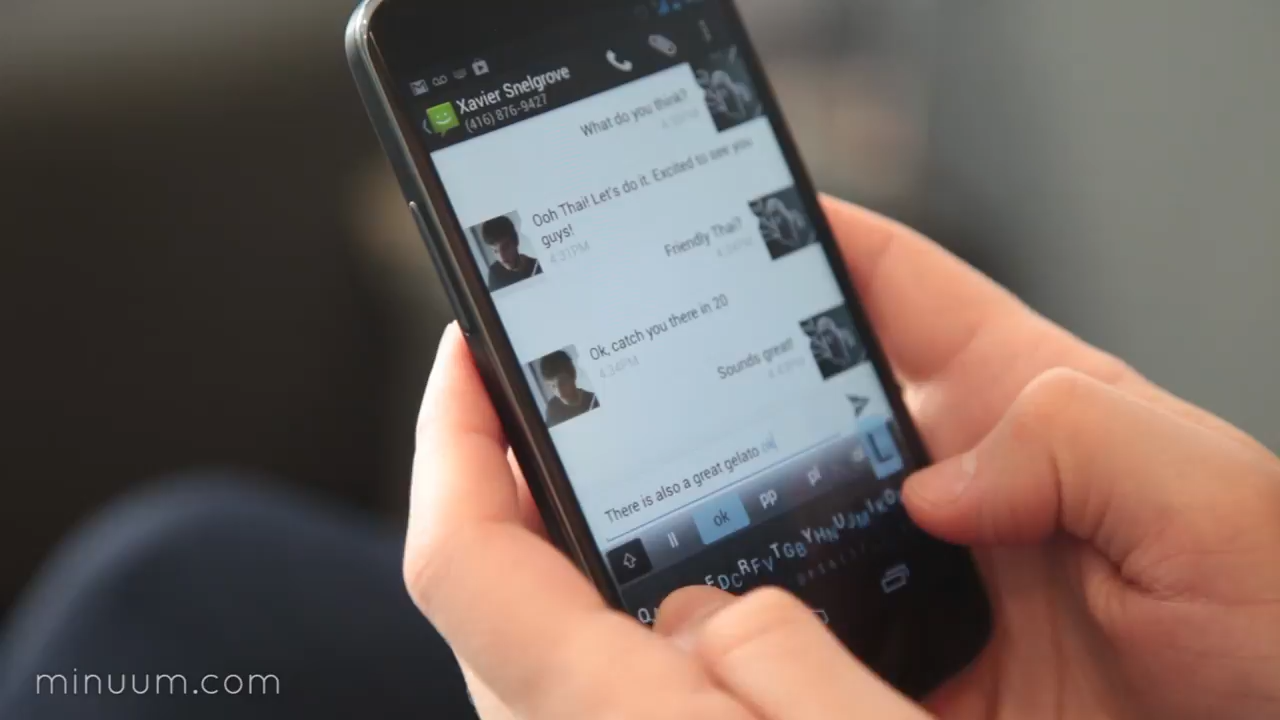 Xavier Snelgrove
(416) 876-9427
What do you think?
Ooh Thai! Let's do it. Excited to see you
guys!
4:31PM
Friendly Thai?
Ok, catch you there in 20
4:34PM
Sounds great!
There is also a great gelato
ok
pp
pl
L
minuum.com